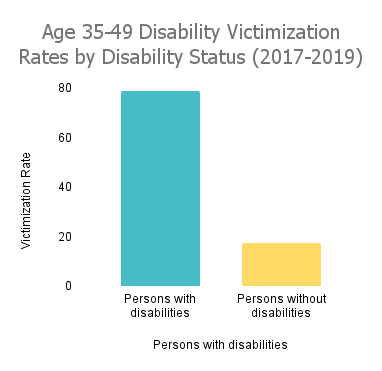 Age 35-49 Disability Victimization
Rates by Disability Status (2017-2019)
80
60
40
20
0
Victimization Rate
Persons with
disabilities
Persons without
disabilities
Persons with disabilities